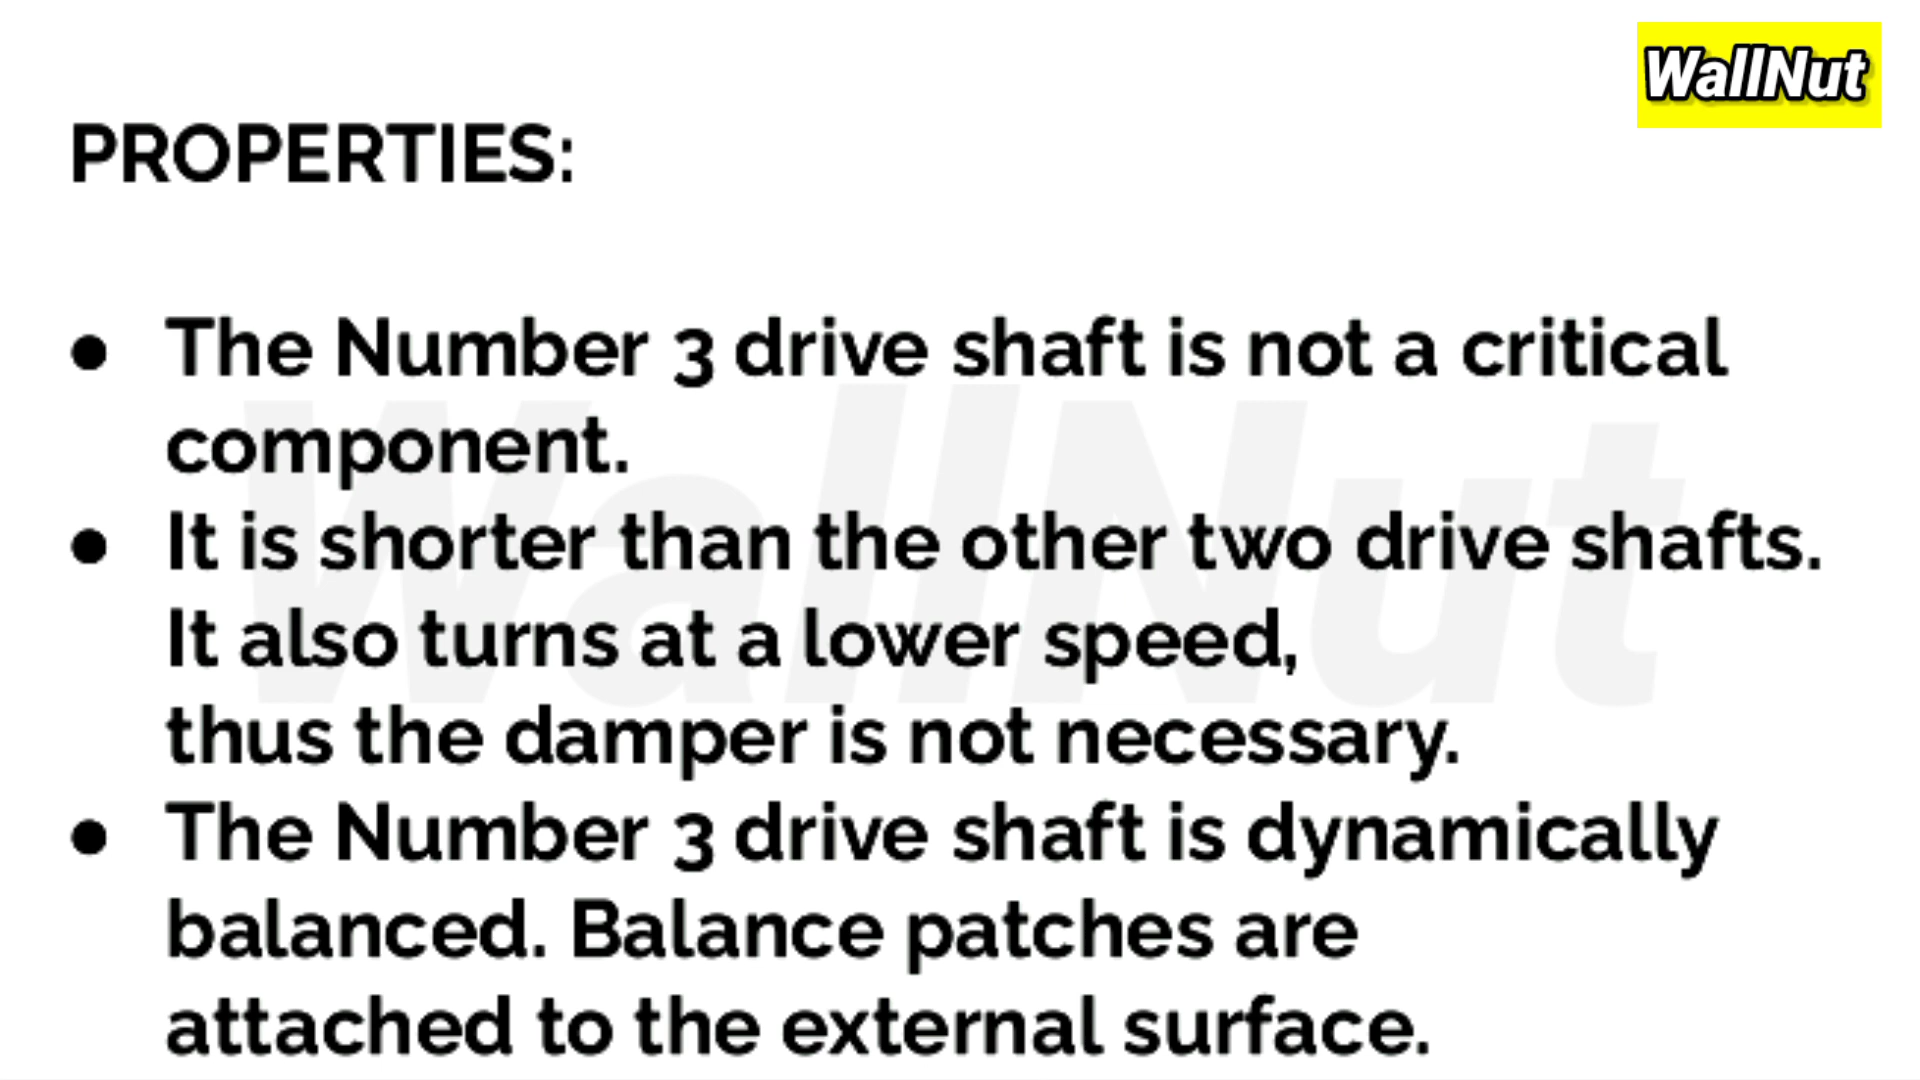 WallNut
PROPERTIES:
● The Number 3 drive shaft is not a critical
component.
● It is shorter than the other two drive shafts.
It also turns at a lower speed,
thus the damper is not necessary.
● The Number 3 drive shaft is dynamically
balanced. Balance patches are
attached to the external surface.
WallNut